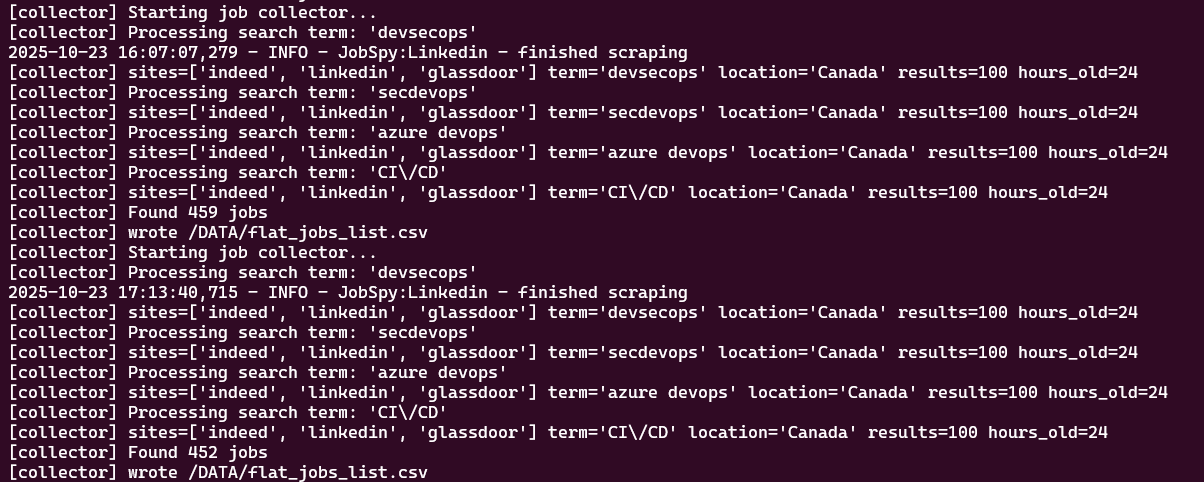 [collector] Starting job collector...
[collector] Processing search term: 'devsecops'
2025-10-23 16:07:07,279 - INFO - JobSpy:Linkedin - finished scraping
[collector] sites=['indeed', 'linkedin', 'glassdoor'] term='devsecops' location='Canada' results=100 hours_old=24
[collector] Processing search term: 'secdevops'
[collector] sites=['indeed', 'linkedin', 'glassdoor'] term='secdevops' location='Canada' results=100 hours_old=24
[collector] Processing search term: 'azure devops'
[collector] sites=['indeed', 'linkedin', 'glassdoor'] term='azure devops' location='Canada' results=100 hours_old=24
[collector] Processing search term: 'CI\/CD'
[collector] sites=['indeed', 'linkedin', 'glassdoor'] term='CI\/CD' location='Canada' results=100 hours_old=24
[collector] Found 459 jobs
[collector] wrote /DATA/flat_jobs_list.csv
[collector] Starting job collector...
[collector] Processing search term: 'devsecops'
2025-10-23 17:13:40,715 - INFO - JobSpy:Linkedin - finished scraping
[collector] sites=['indeed', 'linkedin', 'glassdoor'] term='devsecops' location='Canada' results=100 hours_old=24
[collector] Processing search term: 'secdevops'
[collector] sites=['indeed', 'linkedin', 'glassdoor'] term='secdevops' location='Canada' results=100 hours_old=24
[collector] Processing search term: 'azure devops'
[collector] sites=['indeed', 'linkedin', 'glassdoor'] term='azure devops' location='Canada' results=100 hours_old=24
[collector] Processing search term: 'CI\/CD'
[collector] sites=['indeed', 'linkedin', 'glassdoor'] term='CI\/CD' location='Canada' results=100 hours_old=24
[collector] Found 452 jobs
[collector] wrote /DATA/flat_jobs_list.csv